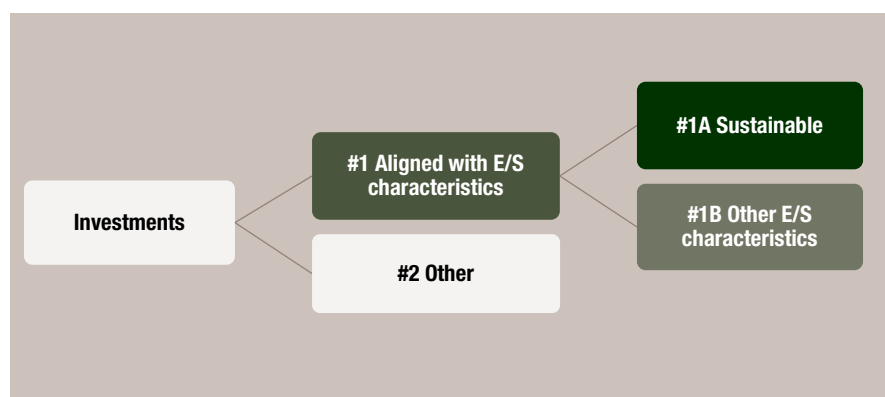 Investments
#1 Aligned with E/S
characteristics
#2 Other
#1A Sustainable
#1B Other E/S
characteristics